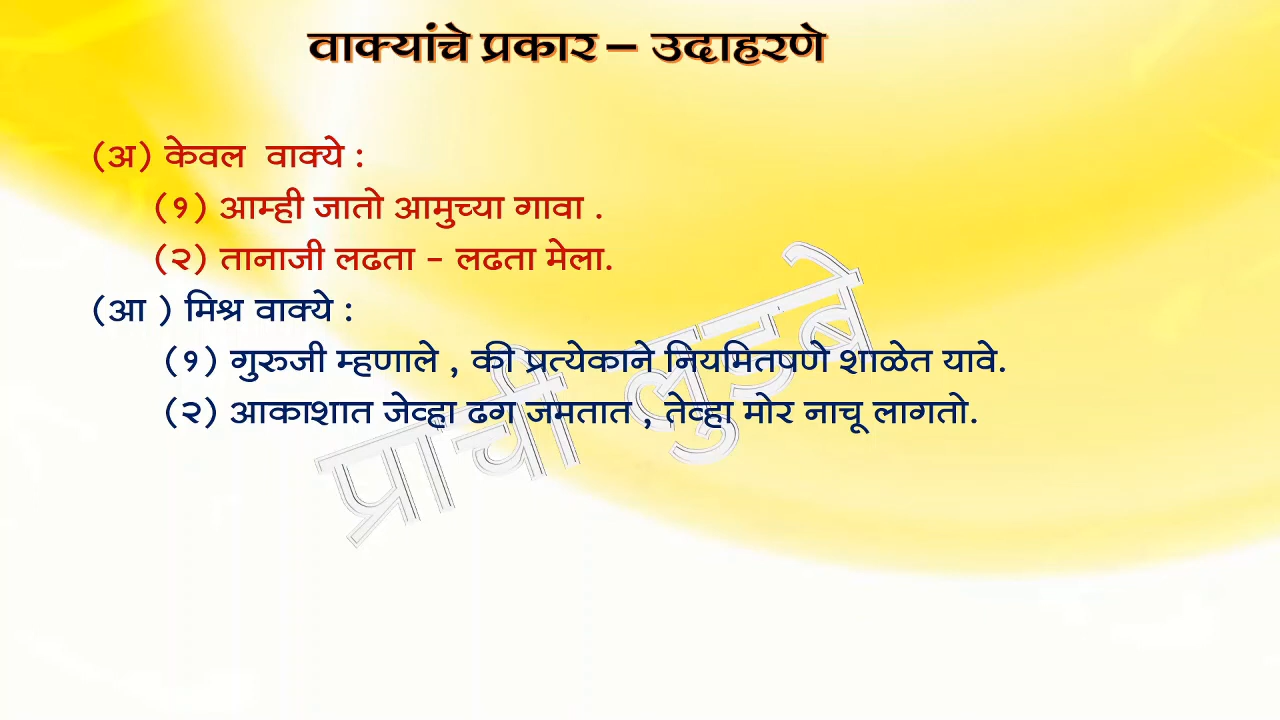 वाक्यांचे प्रकार – उदाहरणे
(अ) केवल वाक्ये :
(१) आम्ही जातो आमुच्या गावा .
(२) तानाजी लढता - लढता मेला.
(आ ) मिश्र वाक्ये :
(१) गुरुजी म्हणाले , की प्रत्येकाने नियमितपणे शाळेत यावे.
(२) आकाशात जेव्हा ढग जमतात , तेव्हा मोर नाचू लागतो.
प्राची लुडबे